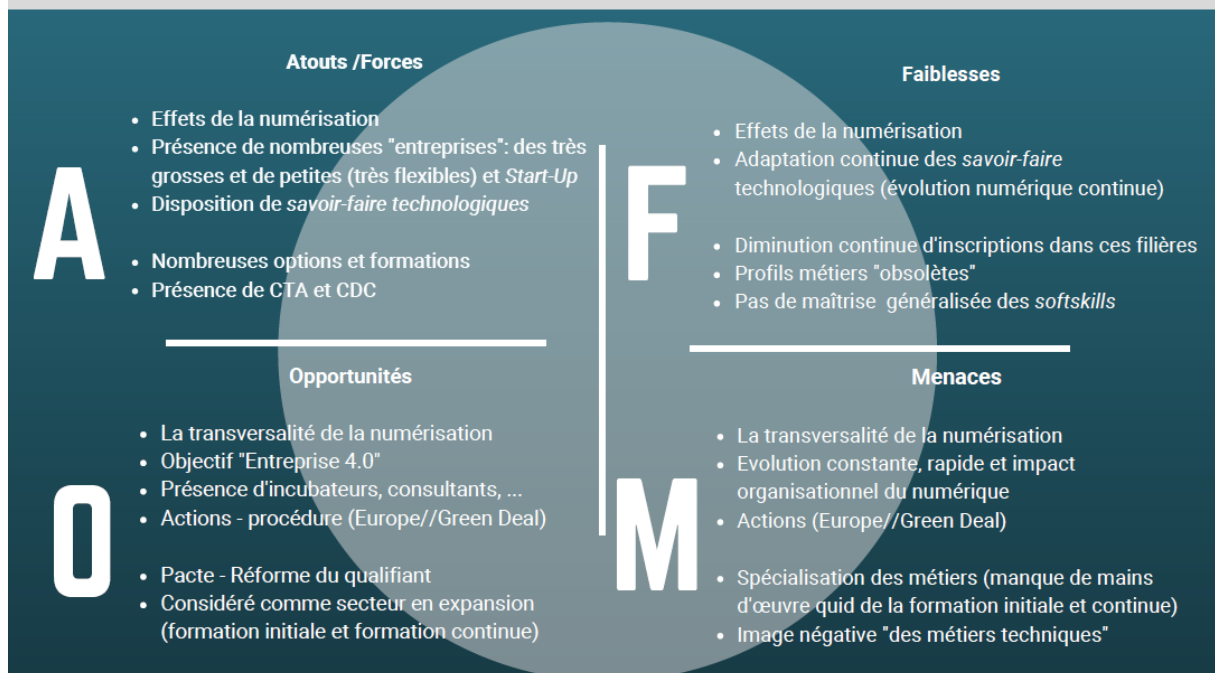 Atouts /Forces
A
• Effets de la numérisation
• Présence de nombreuses "entreprises": des très
grosses et de petites (très flexibles) et Start-Up
• Disposition de savoir-faire technologiques
• Nombreuses options et formations
• Présence de CTA et CDC
Faiblesses
F
• Effets de la numérisation
• Adaptation continue des savoir-faire
technologiques (évolution numérique continue)
• Diminution continue d'inscriptions dans ces filières
• Profils métiers "obsolètes"
• Pas de maîtrise généralisée des softskills
Opportunités
O
• La transversalité de la numérisation
• Objectif "Entreprise 4.0"
• Présence d'incubateurs, consultants, ...
• Actions - procédure (Europe//Green Deal)
• Pacte - Réforme du qualifiant
• Considéré comme secteur en expansion
(formation initiale et formation continue)
Menaces
M
• La transversalité de la numérisation
• Evolution constante, rapide et impact
organisationnel du numérique
• Actions (Europe//Green Deal)
• Spécialisation des métiers (manque de mains
d'œuvre quid de la formation initiale et continue)
• Image négative "des métiers techniques"